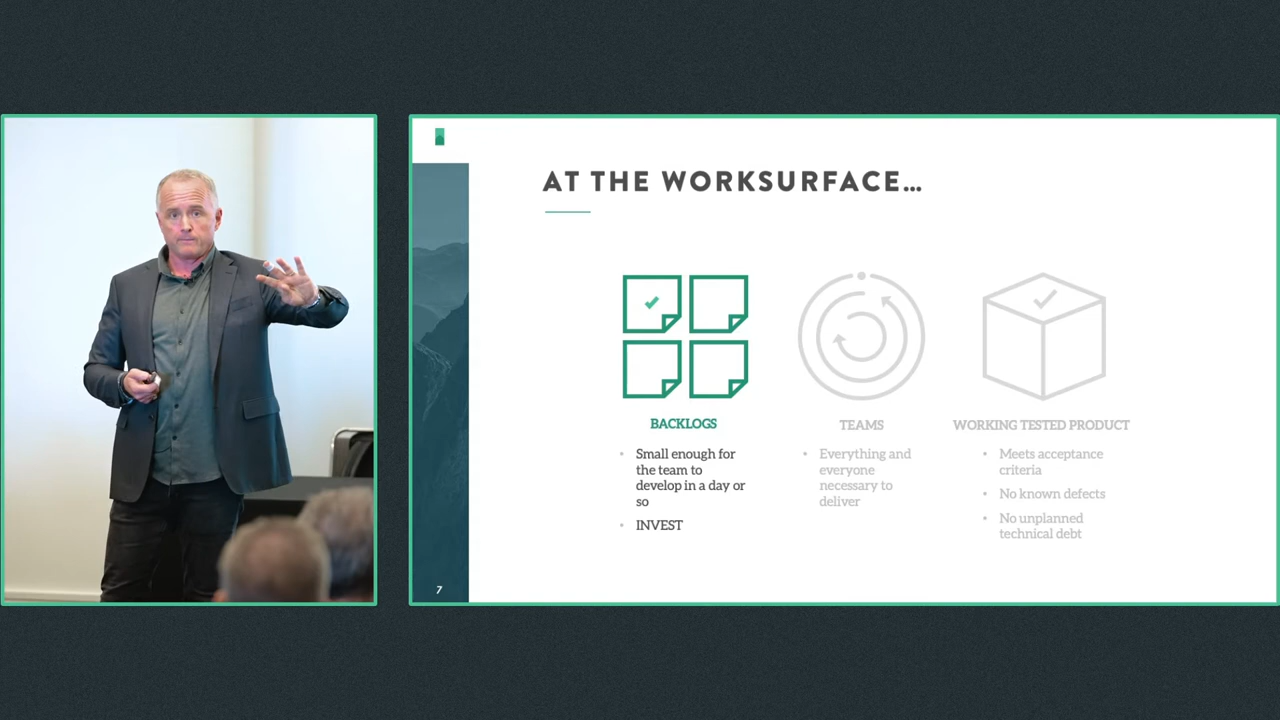 AT THE WORKSURFACE…
BACKLOGS
• Small enough for
the team to
develop in a day or
so
• INVEST
TEAMS
• Everything and
everyone
necessary to
deliver
WORKING TESTED PRODUCT
• Meets acceptance
criteria
• No known defects
• No unplanned
technical debt
7